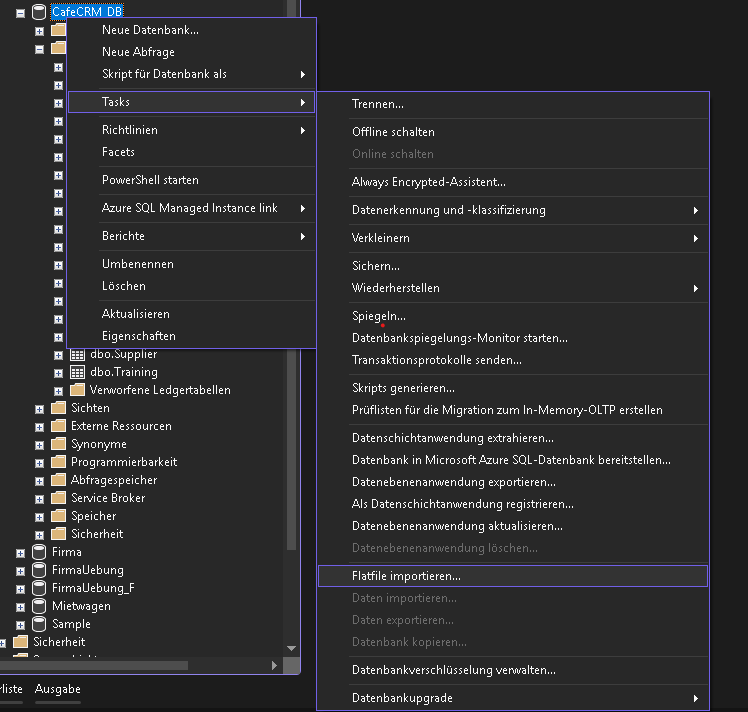 CafeCRM_DB
Neue Datenbank...
Neue Abfrage
Skript für Datenbank als
Tasks
Richtlinien
Facets
PowerShell starten
Azure SQL Managed Instance link
Berichte
Umbenennen
Löschen
Aktualisieren
Eigenschaften
Trennen...
Offline schalten
Online schalten
Always Encrypted-Assistent...
Datenerkennung und -klassifizierung
Verkleinern
Sichern...
Wiederherstellen
Spiegeln...
Datenbankspiegelungs-Monitor starten...
Transaktionsprotokolle senden...
Skripts generieren...
Prüflisten für die Migration zum In-Memory-OLTP erstellen
Datenschichtanwendung extrahieren...
Datenbank in Microsoft Azure SQL-Datenbank bereitstellen...
Datenebenenanwendung exportieren...
Als Datenschichtanwendung registrieren...
Datenebenenanwendung aktualisieren...
Datenebenenanwendung löschen...
Flatfile importieren...
Daten importieren...
Daten exportieren...
Datenbank kopieren...
Datenbankverschlüsselung verwalten...
Datenbankupgrade
dbo.Supplier
dbo.Training
Verworfene Ledgertabellen
Sichten
Externe Ressourcen
Synonyme
Programmierbarkeit
Abfragespeicher
Service Broker
Speicher
Sicherheit
Firma
FirmaUebung
FirmaUebung_F
Mietwagen
Sample
Sicherheit
rliste Ausgabe